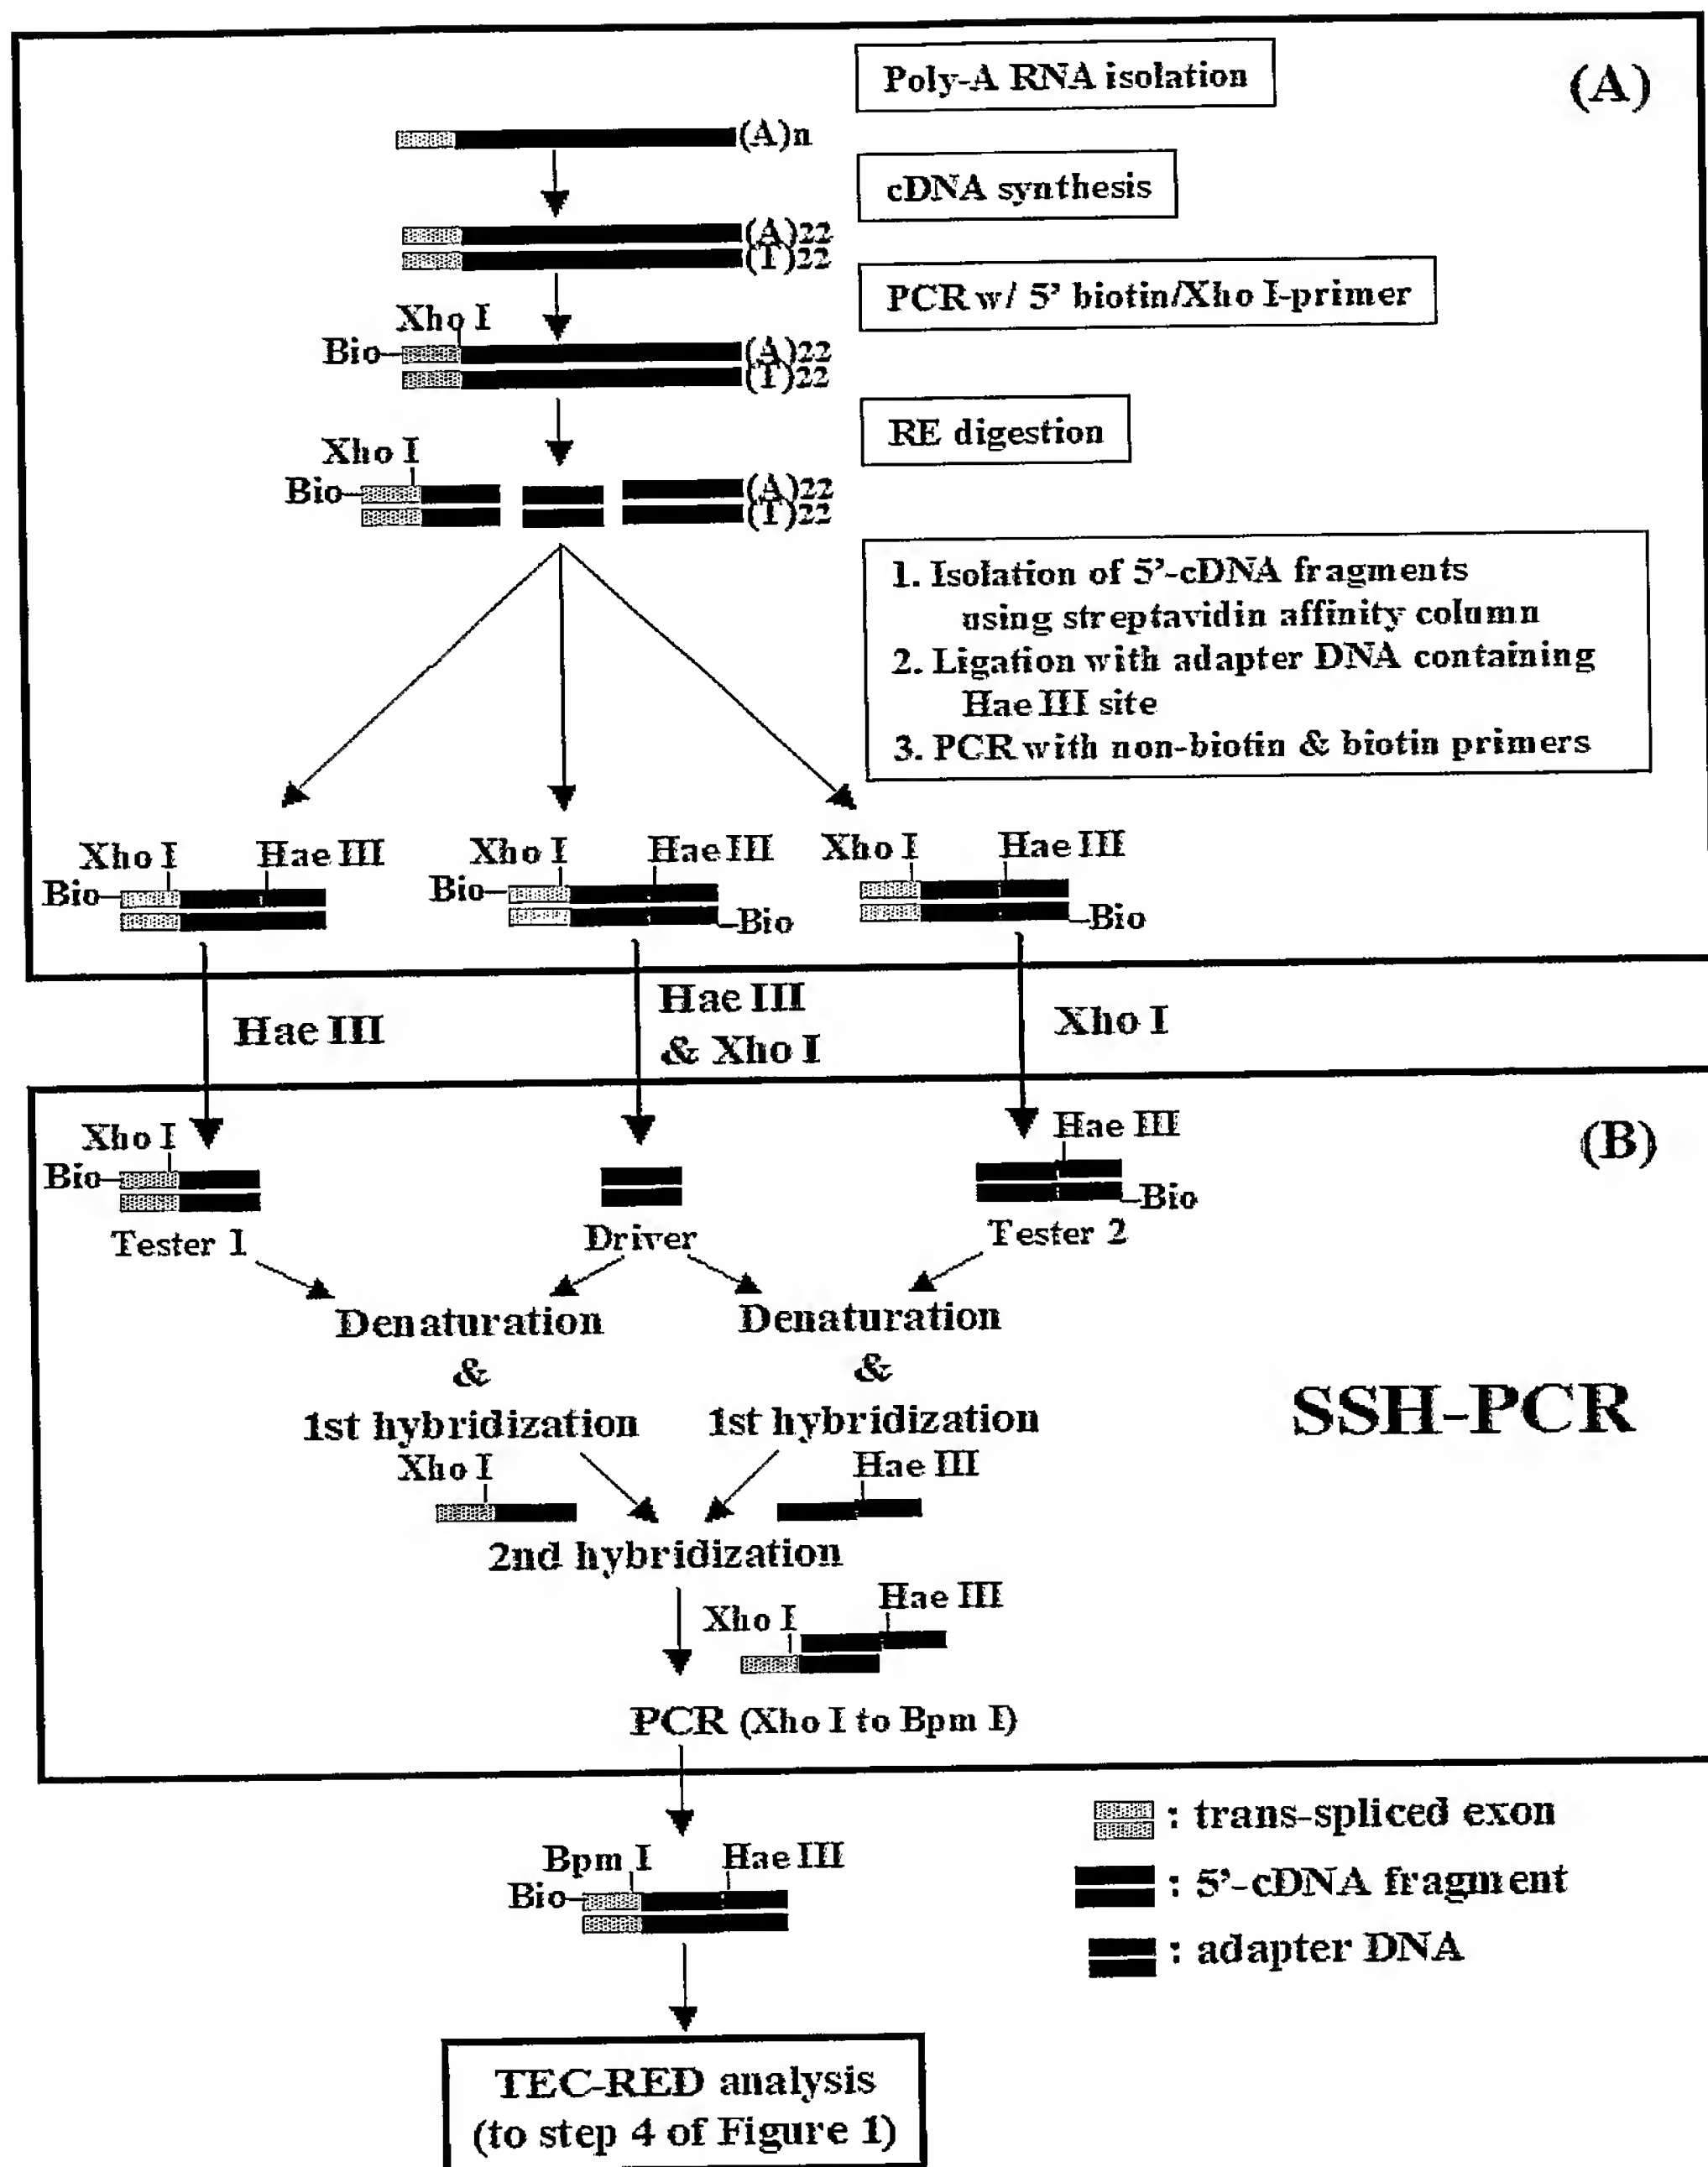 (A)
Poly-A RNA isolation
(A)n
cDNA synthesis
(A)22
(T)22
PCR w/ 5' biotin/Xho I-primer
Xho I
Bio
(A)22
(T)22
RE digestion
Xho I
Bio
(A)22
(T)22
1. Isolation of 5'-cDNA fragments
using streptavidin affinity column
2. Ligation with adapter DNA containing
Hae III site
3. PCR with non-biotin & biotin primers
Xho I Hae III
Bio
Xho I Hae III
Bio
Bio
Xho I Hae III
Bio
Hae III
Hae III
& Xho I
Xho I
(B)
Xho I
Bio
Tester 1
Driver
Hae III
Bio
Tester 2
Denaturation
&
1st hybridization
Denaturation
&
1st hybridization
SSH-PCR
Xho I
Hae III
2nd hybridization
Xho I
Hae III
PCR (Xho I to Bpm I)
Bpm I Hae III
Bio
: trans-spliced exon
: 5'-cDNA fragment
: adapter DNA
TEC-RED analysis
(to step 4 of Figure 1)